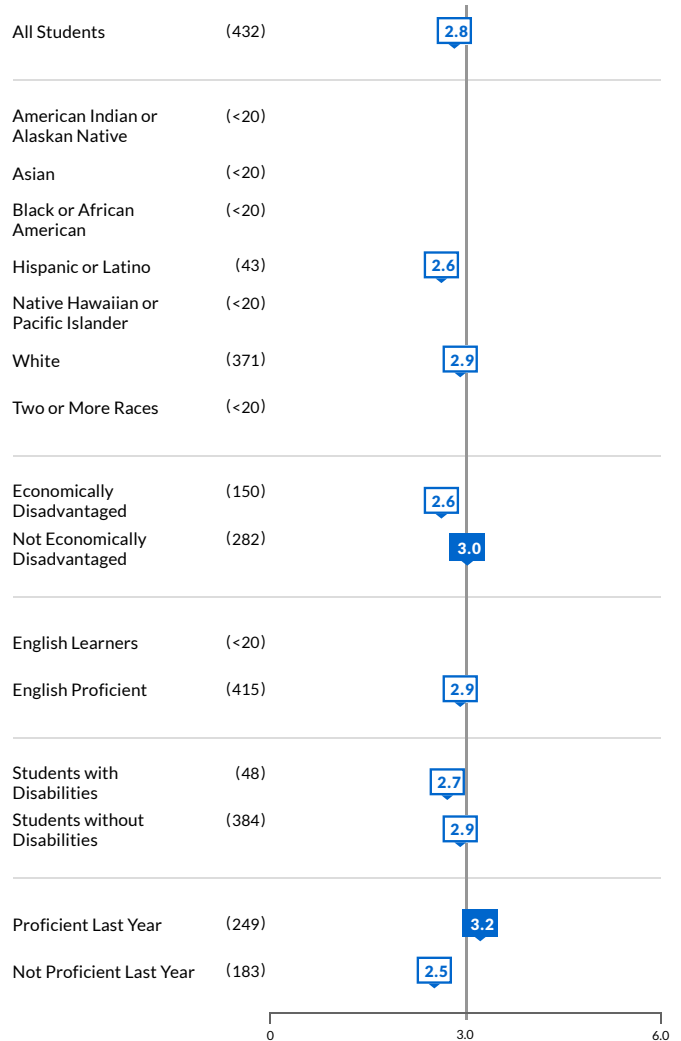 All Students (432) 2.8
American Indian or (<20)
Alaskan Native
Asian (<20)
Black or African (<20)
American
Hispanic or Latino (43) 2.6
Native Hawaiian or (<20)
Pacific Islander
White (371) 2.9
Two or More Races (<20)
Economically (150) 2.6
Disadvantaged
Not Economically (282) 3.0
Disadvantaged
English Learners (<20)
English Proficient (415) 2.9
Students with (48) 2.7
Disabilities
Students without (384) 2.9
Disabilities
Proficient Last Year (249) 3.2
Not Proficient Last Year (183) 2.5
0 3.0 6.0